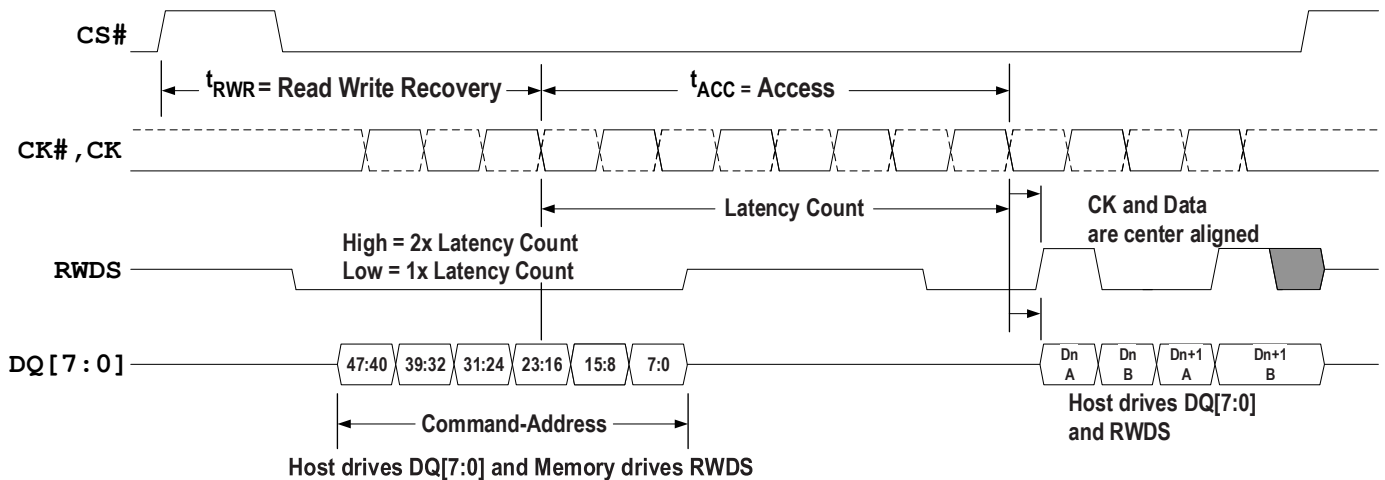 CS#
tRWR = Read Write Recovery
tACC = Access
CK# , CK
Latency Count
CK and Data
are center aligned
High = 2x Latency Count
Low = 1x Latency Count
RWDS
DQ[7:0]
47:40 39:32 31:24 23:16 15:8 7:0
Dn Dn Dn+1 Dn+1
A B A B
Host drives DQ[7:0]
and RWDS
Command-Address
Host drives DQ[7:0] and Memory drives RWDS